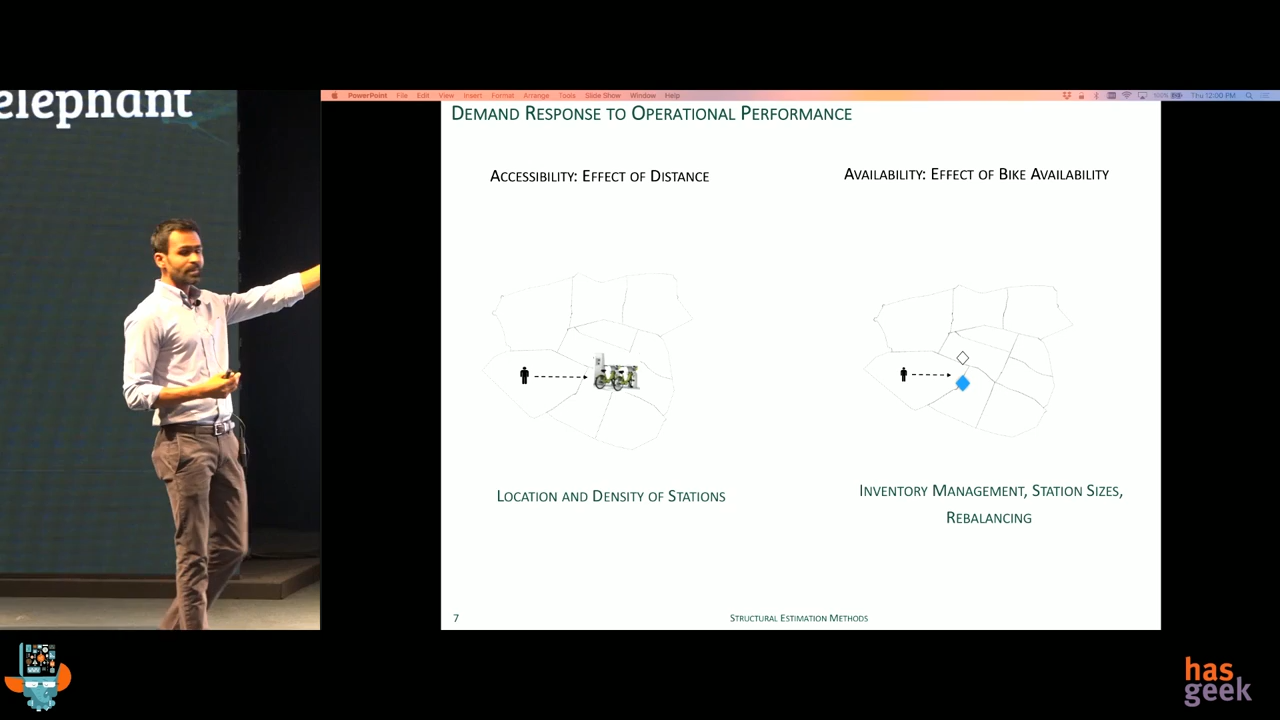 elephant
PowerPoint File Edit View Insert Format Arrange Tools Slide Show Window Help
100% Thu 12:00 PM
DEMAND RESPONSE TO OPERATIONAL PERFORMANCE
ACCESSIBILITY: EFFECT OF DISTANCE
AVAILABILITY: EFFECT OF BIKE AVAILABILITY
LOCATION AND DENSITY OF STATIONS
INVENTORY MANAGEMENT, STATION SIZES,
REBALANCING
7
STRUCTURAL ESTIMATION METHODS
has
geek